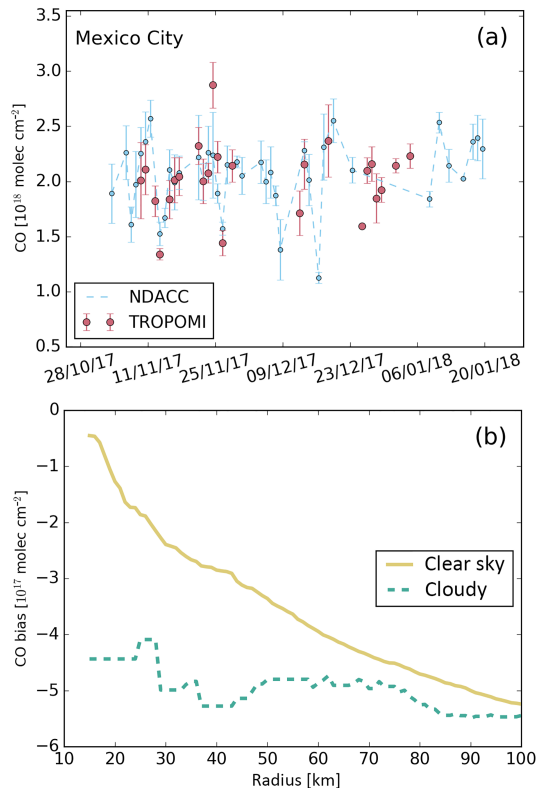 3.5
Mexico City
(a)
3.0
2.5
2.0
1.5
1.0
0.5
CO [10¹⁸ molec cm⁻²]
NDACC
TROPOMI
28/10/17
11/11/17
25/11/17
09/12/17
23/12/17
06/01/18
20/01/18
0
(b)
−1
−2
−3
−4
−5
−6
CO bias [10¹⁷ molec cm⁻²]
Clear sky
Cloudy
10 20 30 40 50 60 70 80 90 100
Radius [km]